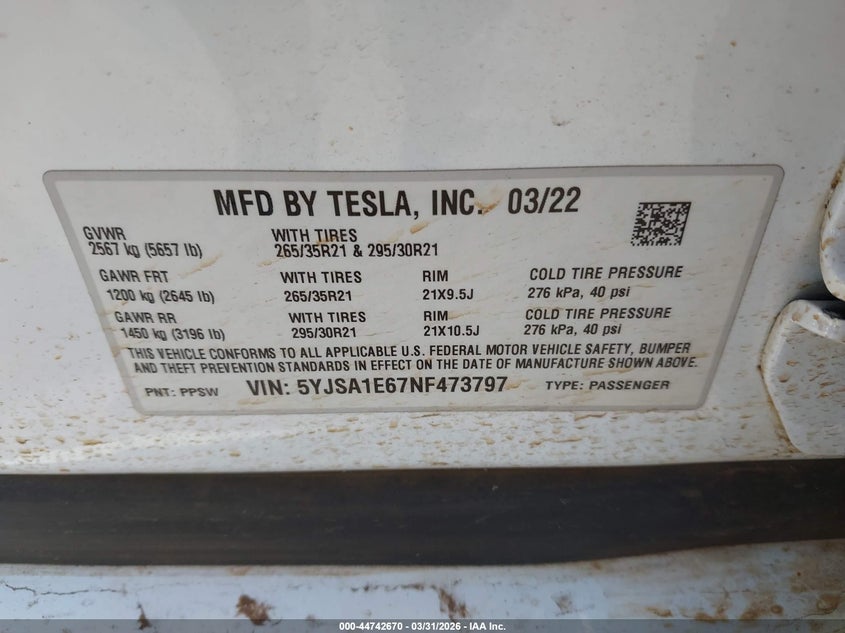 MFD BY TESLA, INC. 03/22
GVWR WITH TIRES
2567 kg (5657 lb) 265/35R21 & 295/30R21
GAWR FRT WITH TIRES RIM COLD TIRE PRESSURE
1200 kg (2645 lb) 265/35R21 21X9.5J 276 kPa, 40 psi
GAWR RR WITH TIRES RIM COLD TIRE PRESSURE
1450 kg (3196 lb) 295/30R21 21X10.5J 276 kPa, 40 psi
THIS VEHICLE CONFORMS TO ALL APPLICABLE U.S. FEDERAL MOTOR VEHICLE SAFETY, BUMPER
AND THEFT PREVENTION STANDARDS IN EFFECT ON THE DATE OF MANUFACTURE SHOWN ABOVE.
PNT: PPSW VIN: 5YJSA1E67NF473797 TYPE: PASSENGER
000-44742670 - 03/31/2026 - IAA Inc.